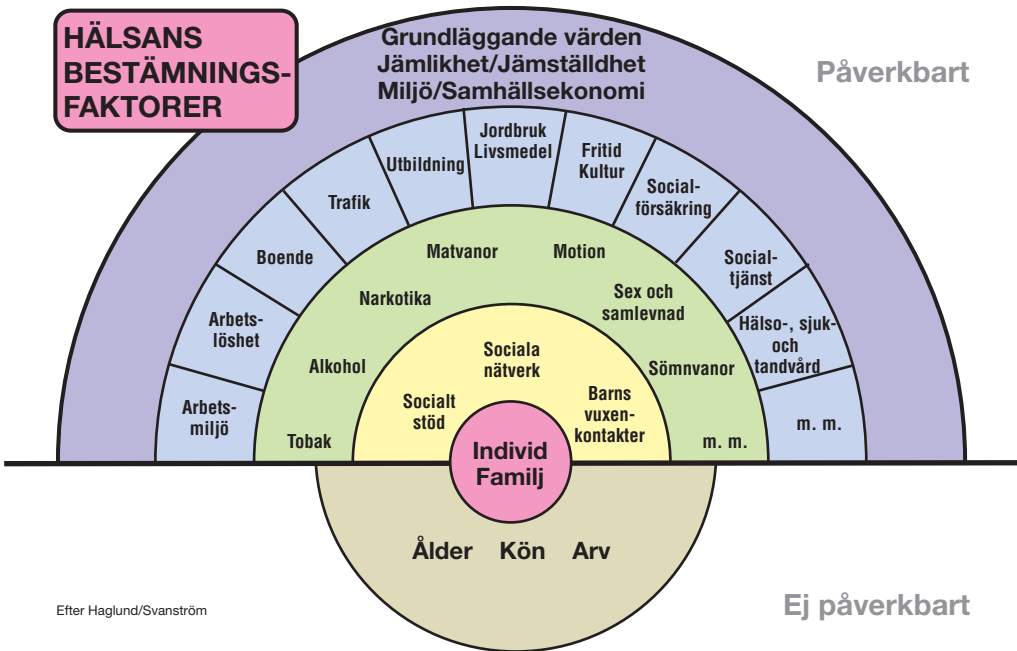 HÄLSANS
BESTÄMNINGS-
FAKTORER
Grundläggande värden
Jämlikhet/Jämställdhet
Miljö/Samhällsekonomi
Påverkbart
Arbets-
miljö
Arbets-
löshet
Boende
Trafik
Utbildning
Jordbruk
Livsmedel
Fritid
Kultur
Social-
försäkring
Social-
tjänst
Hälso-, sjuk-
och
tandvård
m. m.
Tobak
Alkohol
Narkotika
Matvanor
Motion
Sex och
samlevnad
Sömnvanor
m. m.
Socialt
stöd
Sociala
nätverk
Barns
vuxen-
kontakter
Individ
Familj
Ålder Kön Arv
Efter Haglund/Svanström
Ej påverkbart